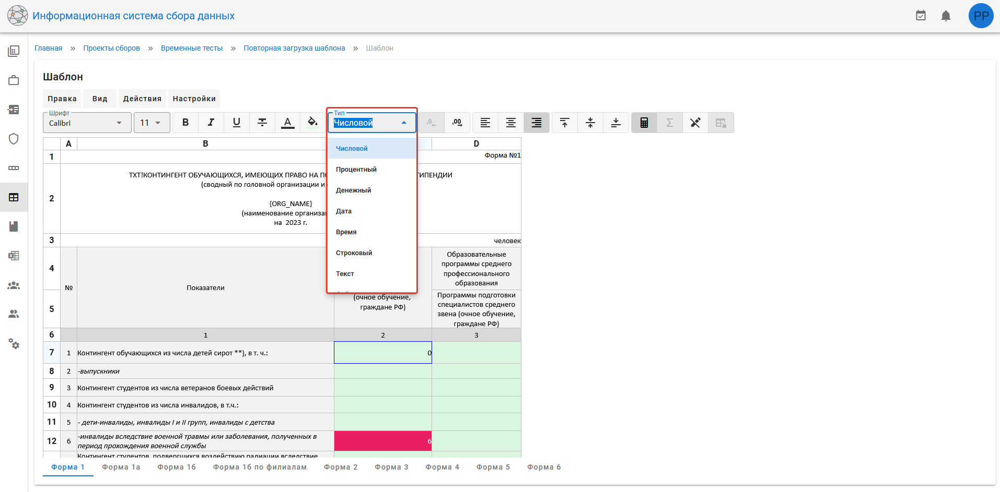 Информационная система сбора данных
PP
Главная » Проекты сборов » Временные тесты » Повторная загрузка шаблона » Шаблон
Шаблон
Правка Вид Действия Настройки
Шрифт
Calibri
11
B I U A
Тип
Числовой
,0 ,00
Числовой
Процентный
Денежный
Дата
Время
Строковый
Текст
A B D
1 Форма №1
2
TXT!КОНТИНГЕНТ ОБУЧАЮЩИХСЯ, ИМЕЮЩИХ ПРАВО НА
(сводный по головной организации и
{ORG_NAME}
(наименование
на 2023 г.
3 человек
4
5
№
Показатели
(очное обучение,
граждане РФ)
Образовательные
программы среднего
профессионального
образования
Программы подготовки
специалистов среднего
звена (очное обучение,
граждане РФ)
6 1 2 3
7 1 Контингент обучающихся из числа детей сирот **), в т. ч.: 0
8 2 -выпускники
9 3 Контингент студентов из числа ветеранов боевых действий
10 4 Контингент студентов из числа инвалидов, в т.ч.:
11 5 - дети-инвалиды, инвалиды I и II групп, инвалиды с детства
12 6 -инвалиды вследствие военной травмы или заболевания, полученных в
период прохождения военной службы 6
Контингент студентов, подвергшихся воздействию радиации вследствие
Форма 1 Форма 1а Форма 1б Форма 1б по филиалам Форма 2 Форма 3 Форма 4 Форма 5 Форма 6